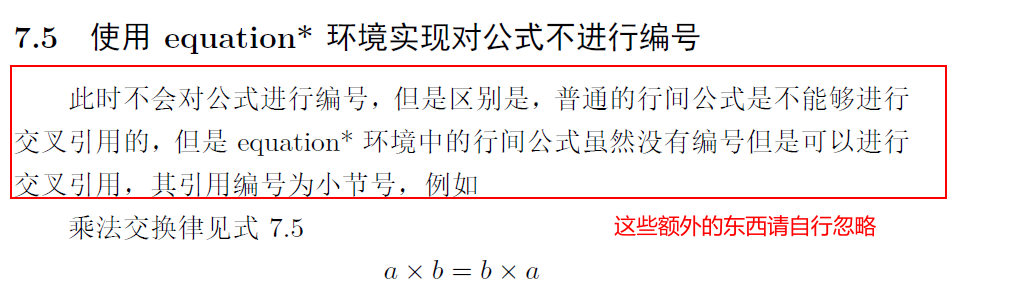 7.5 使用 equation* 环境实现对公式不进行编号
此时不会对公式进行编号，但是区别是，普通的行间公式是不能够进行
交叉引用的，但是 equation* 环境中的行间公式虽然没有编号但是可以进行
交叉引用，其引用编号为小节号，例如
乘法交换律见式 7.5
这些额外的东西请自行忽略
a × b = b × a